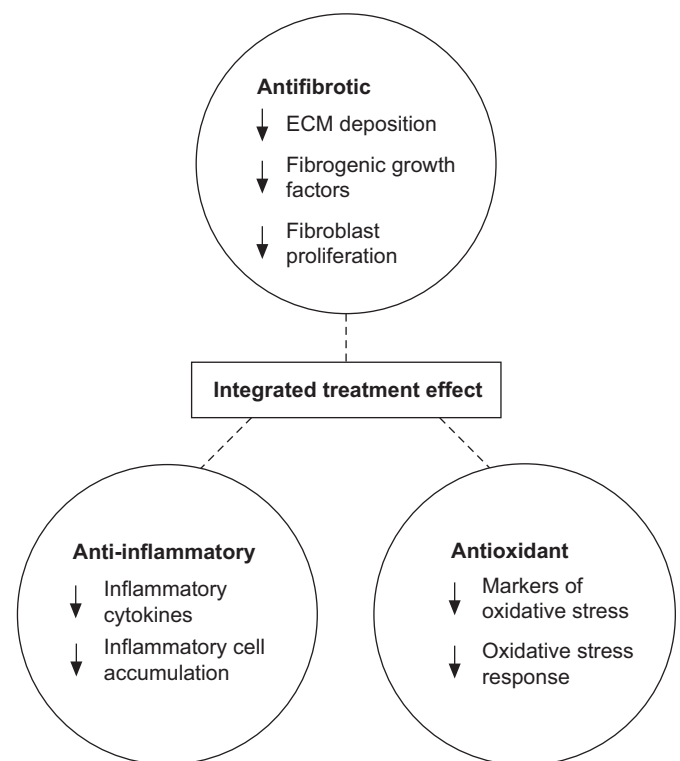 Antifibrotic
ECM deposition
Fibrogenic growth
factors
Fibroblast
proliferation
Integrated treatment effect
Anti-inflammatory
Inflammatory
cytokines
Inflammatory cell
accumulation
Antioxidant
Markers of
oxidative stress
Oxidative stress
response